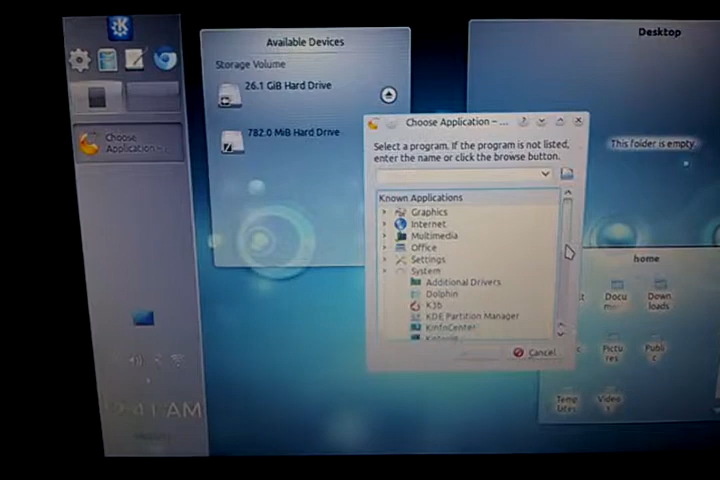 Available Devices
Storage Volume
26.1 GiB Hard Drive
782.0 MiB Hard Drive
Choose
Application – ...
Choose Application – ...
Select a program. If the program is not listed,
enter the name or click the browse button.
Known Applications
Graphics
Internet
Multimedia
Office
Settings
System
Additional Drivers
Dolphin
K3b
KDE Partition Manager
KInfoCenter
Cancel
Desktop
This folder is empty.
home
Docu
Down
loads
Pictu
res
Publi
c
Temp
lates
Video
s
AM